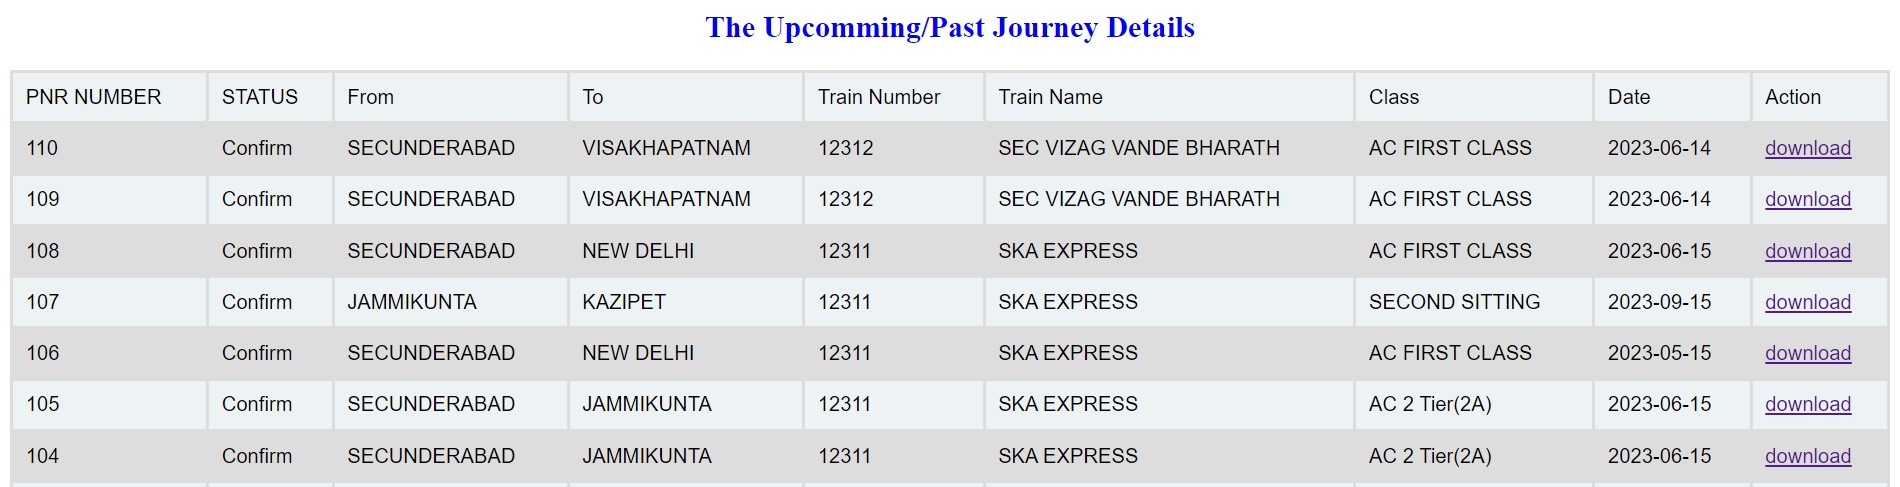 The Upcomming/Past Journey Details
PNR NUMBER STATUS From To Train Number Train Name Class Date Action
110 Confirm SECUNDERABAD VISAKHAPATNAM 12312 SEC VIZAG VANDE BHARATH AC FIRST CLASS 2023-06-14 download
109 Confirm SECUNDERABAD VISAKHAPATNAM 12312 SEC VIZAG VANDE BHARATH AC FIRST CLASS 2023-06-14 download
108 Confirm SECUNDERABAD NEW DELHI 12311 SKA EXPRESS AC FIRST CLASS 2023-06-15 download
107 Confirm JAMMIKUNTA KAZIPET 12311 SKA EXPRESS SECOND SITTING 2023-09-15 download
106 Confirm SECUNDERABAD NEW DELHI 12311 SKA EXPRESS AC FIRST CLASS 2023-05-15 download
105 Confirm SECUNDERABAD JAMMIKUNTA 12311 SKA EXPRESS AC 2 Tier(2A) 2023-06-15 download
104 Confirm SECUNDERABAD JAMMIKUNTA 12311 SKA EXPRESS AC 2 Tier(2A) 2023-06-15 download